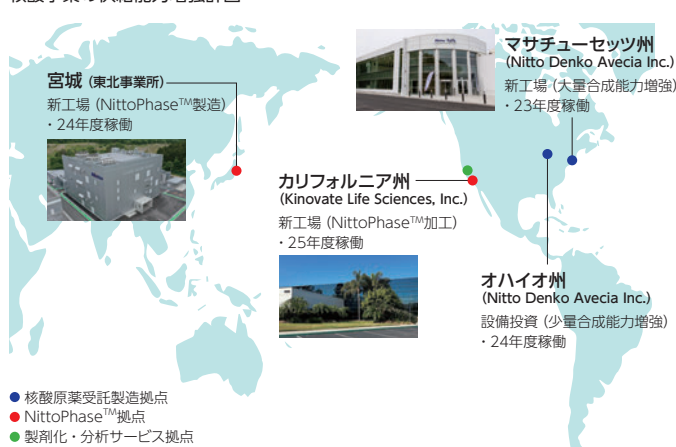 宮城 (東北事業所)
新工場 (NittoPhase™製造)
・24年度稼働
マサチューセッツ州
(Nitto Denko Avecia Inc.)
新工場 (大量合成能力増強)
・23年度稼働
カリフォルニア州
(Kinovate Life Sciences, Inc.)
新工場 (NittoPhase™加工)
・25年度稼働
オハイオ州
(Nitto Denko Avecia Inc.)
設備投資 (少量合成能力増強)
・24年度稼働
● 核酸原薬受託製造拠点
● NittoPhase™拠点
● 製剤化・分析サービス拠点